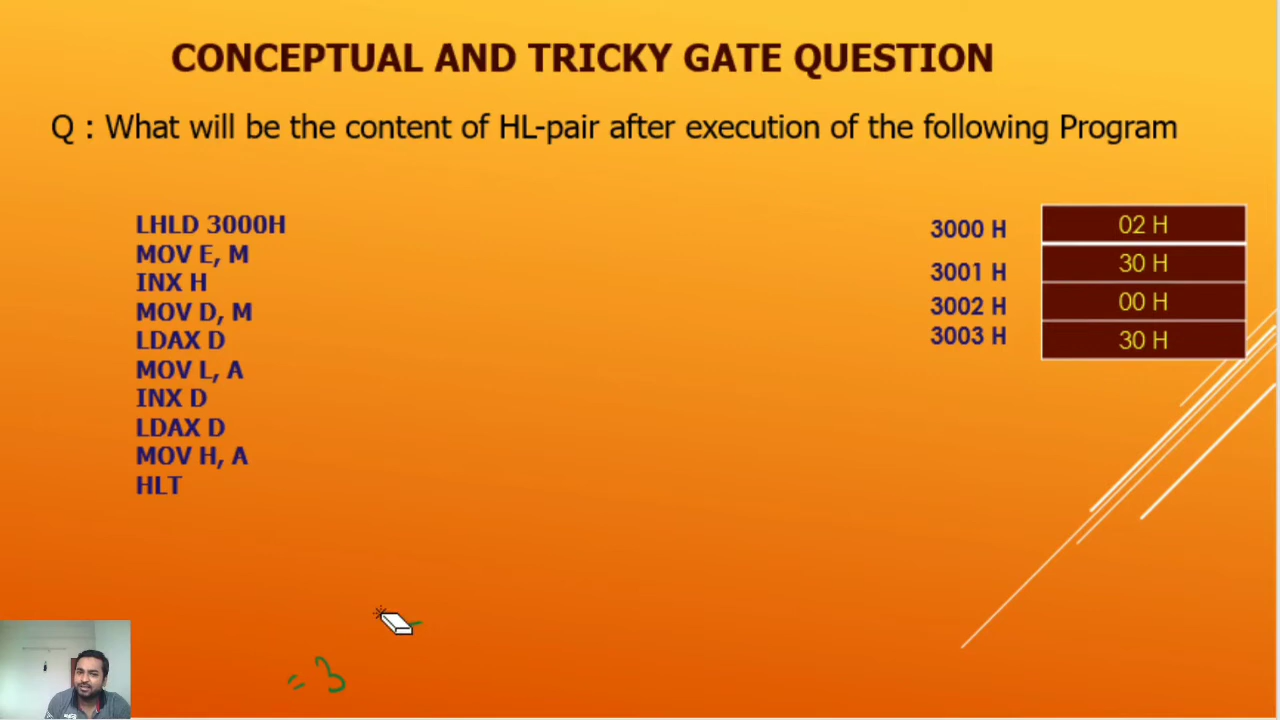 CONCEPTUAL AND TRICKY GATE QUESTION
Q : What will be the content of HL-pair after execution of the following Program
LHLD 3000H
MOV E, M
INX H
MOV D, M
LDAX D
MOV L, A
INX D
LDAX D
MOV H, A
HLT
3000 H 02 H
3001 H 30 H
3002 H 00 H
3003 H 30 H
= 3